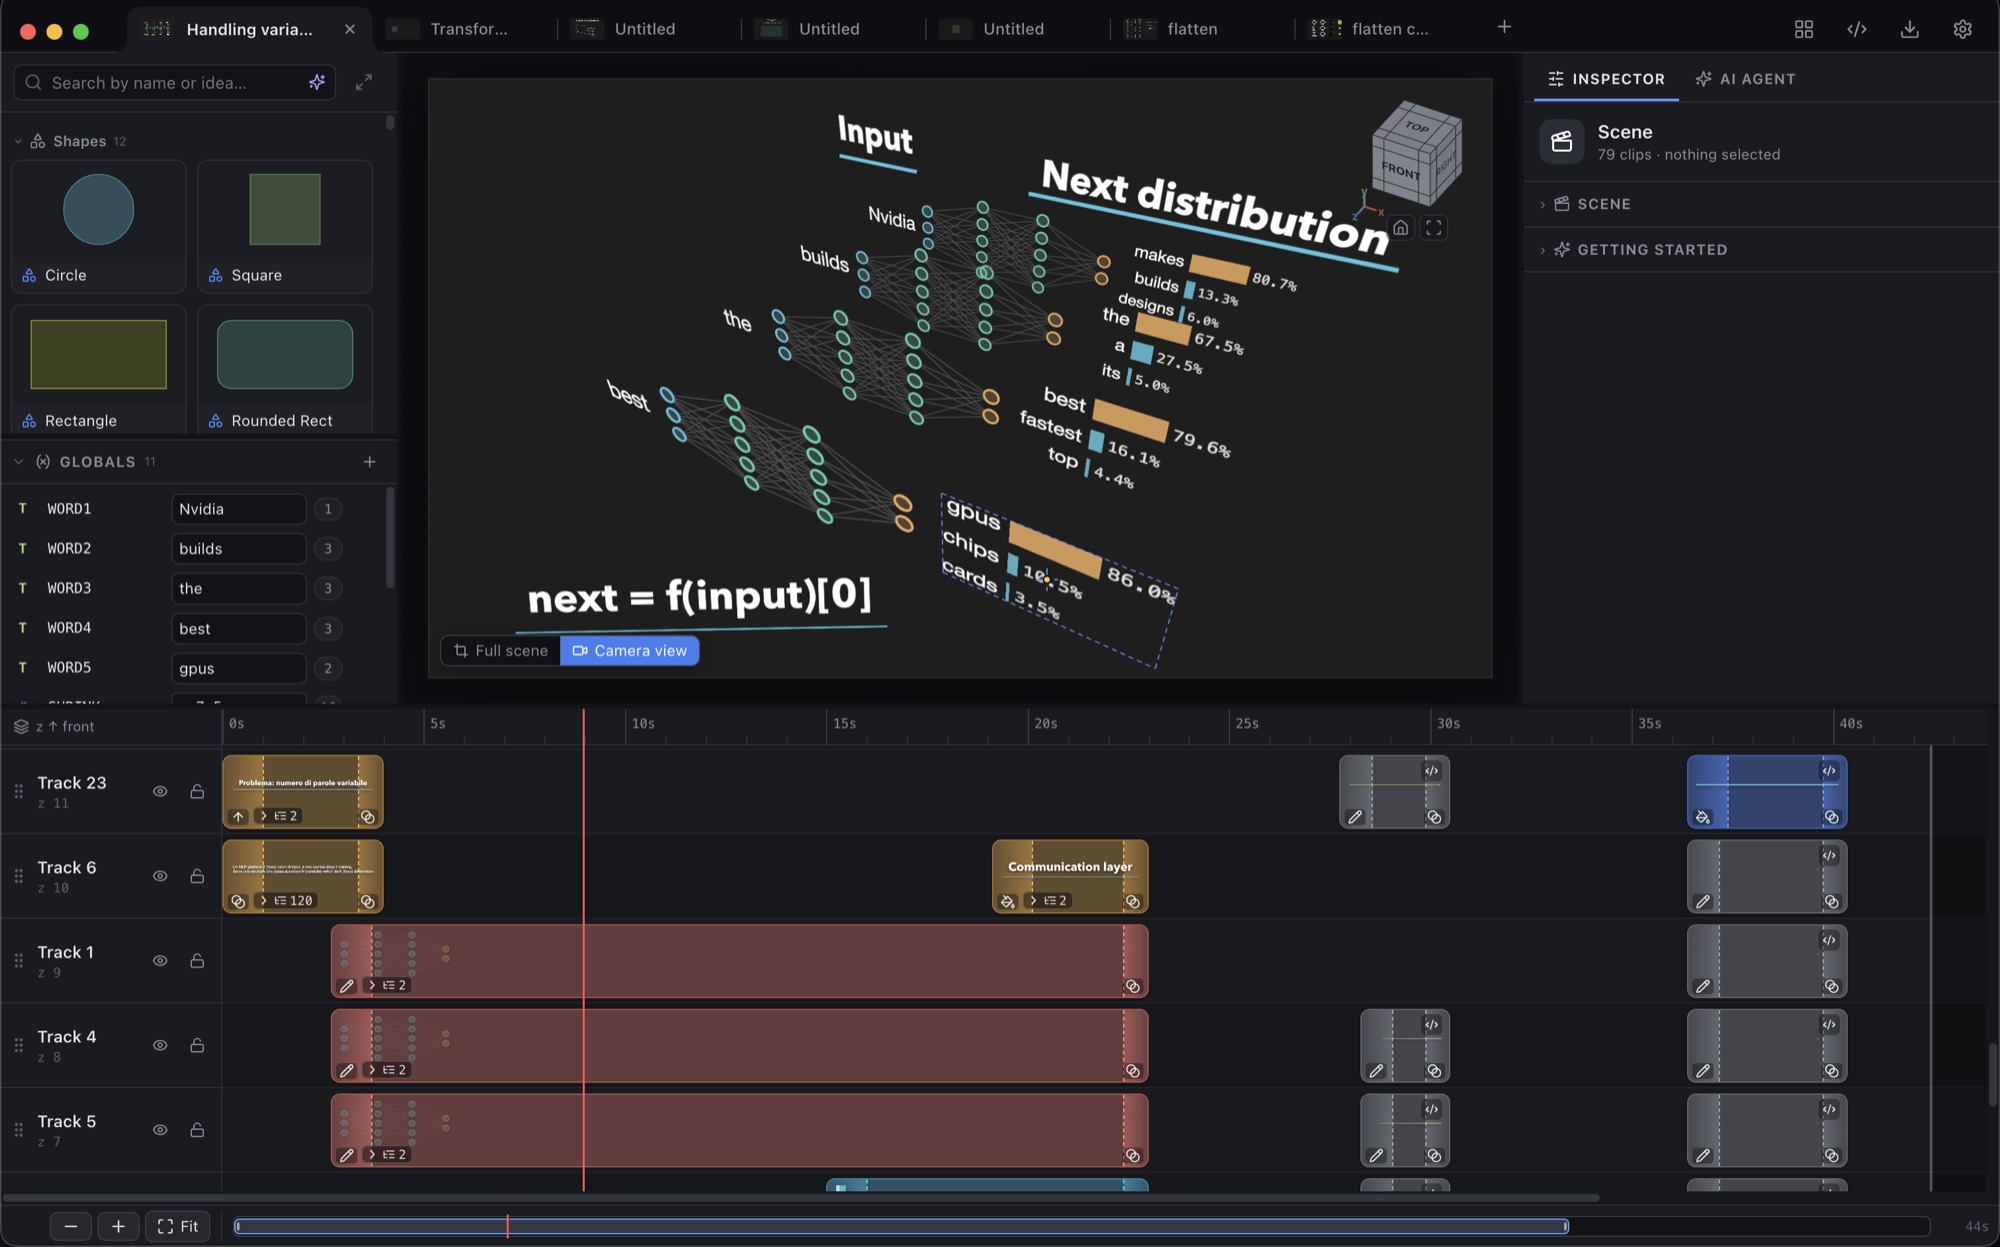 Handling varia...
Transfor...
Untitled
Untitled
Untitled
flatten
flatten c...
Search by name or idea...
Shapes 12
Circle
Square
Rectangle
Rounded Rect
GLOBALS 11
WORD1 Nvidia 1
WORD2 builds 3
WORD3 the 3
WORD4 best 3
WORD5 gpus 2
Input
Next distribution
Nvidia
builds
the
best
makes 80.7%
builds 13.3%
designs 6.0%
the 67.5%
a 27.5%
its 5.0%
best 79.6%
fastest 16.1%
top 4.4%
gpus 86.0%
chips 10.5%
cards 3.5%
next = f(input)[0]
TOP
FRONT
RIGHT
y
x
z
Full scene
Camera view
INSPECTOR
AI AGENT
Scene
79 clips · nothing selected
SCENE
GETTING STARTED
z ↑ front
0s 5s 10s 15s 20s 25s 30s 35s 40s
Track 23
z 11
Problema: numero di parole variabile
2
Track 6
z 10
120
Communication layer
2
Track 1
z 9
2
Track 4
z 8
2
Track 5
z 7
2
Fit
44s